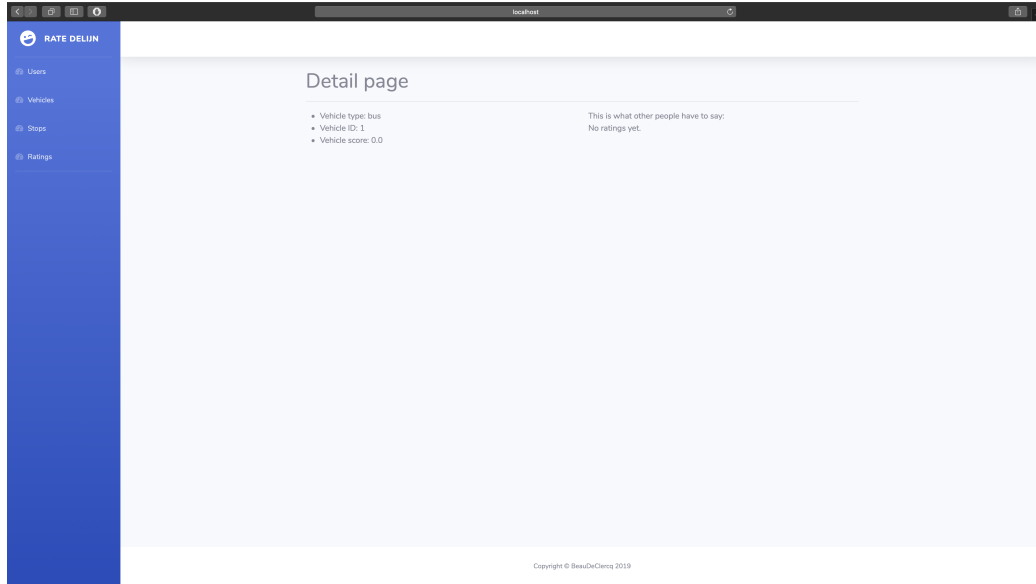 localhost
RATE DELIJN
Users
Vehicles
Stops
Ratings
Detail page
Vehicle type: bus
Vehicle ID: 1
Vehicle score: 0.0
This is what other people have to say:
No ratings yet.
Copyright © BeauDeClercq 2019